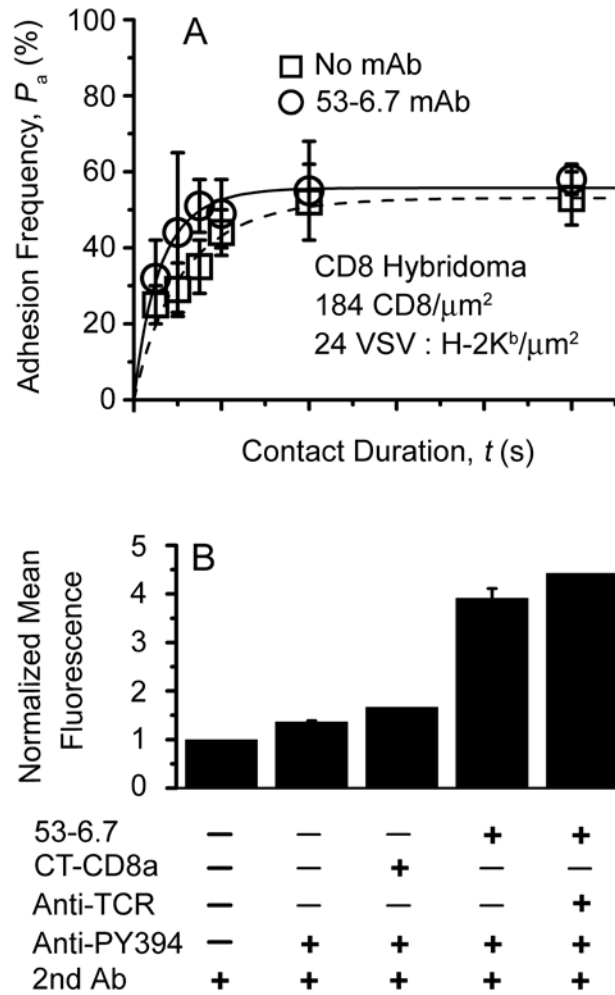 A
Adhesion Frequency, Pa (%)
100
80
60
40
20
0
No mAb
53-6.7 mAb
CD8 Hybridoma
184 CD8/μm²
24 VSV : H-2Kᵇ/μm²
Contact Duration, t (s)
B
Normalized Mean
Fluorescence
5
4
3
2
1
0
53-6.7 – – – + +
CT-CD8a – – + – –
Anti-TCR – – – – +
Anti-PY394 – + + + +
2nd Ab + + + + +